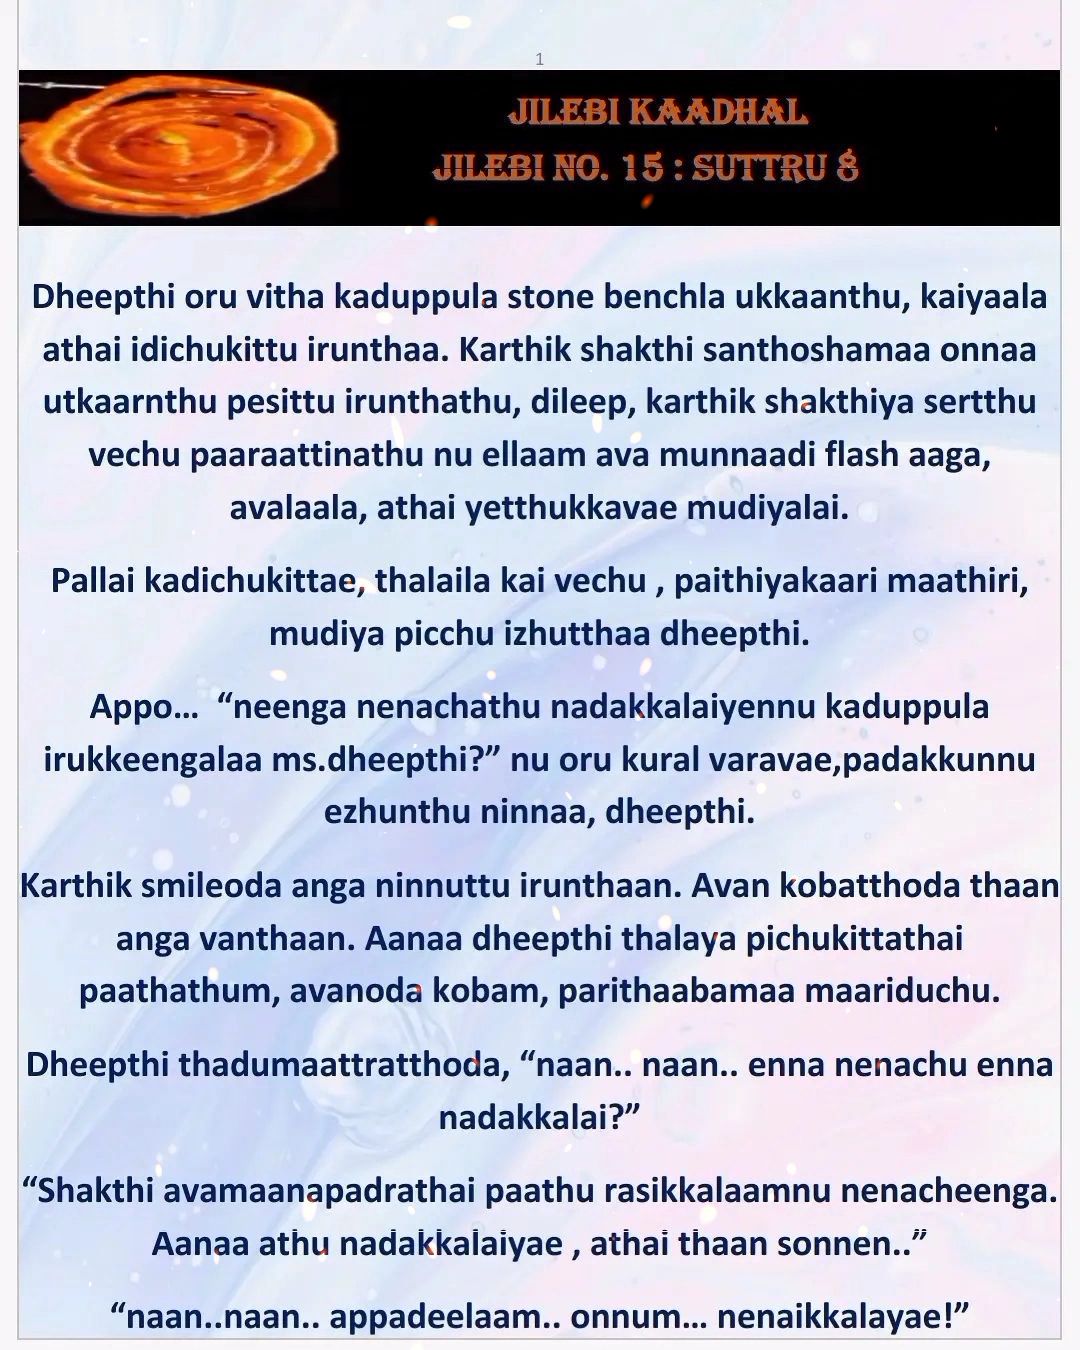 1
JILEBI KAADHAL
JILEBI NO. 15 : SUTTRU 8
Dheepthi oru vitha kaduppula stone benchla ukkaanthu, kaiyaala
athai idichukittu irunthaa. Karthik shakthi santhoshamaa onnaa
utkaarnthu pesittu irunthathu, dileep, karthik shakthiya sertthu
vechu paaraattinathu nu ellaam ava munnaadi flash aaga,
avalaala, athai yetthukkavae mudiyalai.
Pallai kadichukittae, thalaila kai vechu , paithiyakaari maathiri,
mudiya picchu izhutthaa dheepthi.
Appo… “neenga nenachathu nadakkalaiyennu kaduppula
irukkeengalaa ms.dheepthi?” nu oru kural varavae,padakkunnu
ezhunthu ninnaa, dheepthi.
Karthik smileoda anga ninnuttu irunthaan. Avan kobatthoda thaan
anga vanthaan. Aanaa dheepthi thalaya pichukittathai
paathathum, avanoda kobam, parithaabamaa maariduchu.
Dheepthi thadumaattratthoda, “naan.. naan.. enna nenachu enna
nadakkalai?”
“Shakthi avamaanapadrathai paathu rasikkalaamnu nenacheenga.
Aanaa athu nadakkalaiyae , athai thaan sonnen..”
“naan..naan.. appadeelaam.. onnum… nenaikkalayae!”